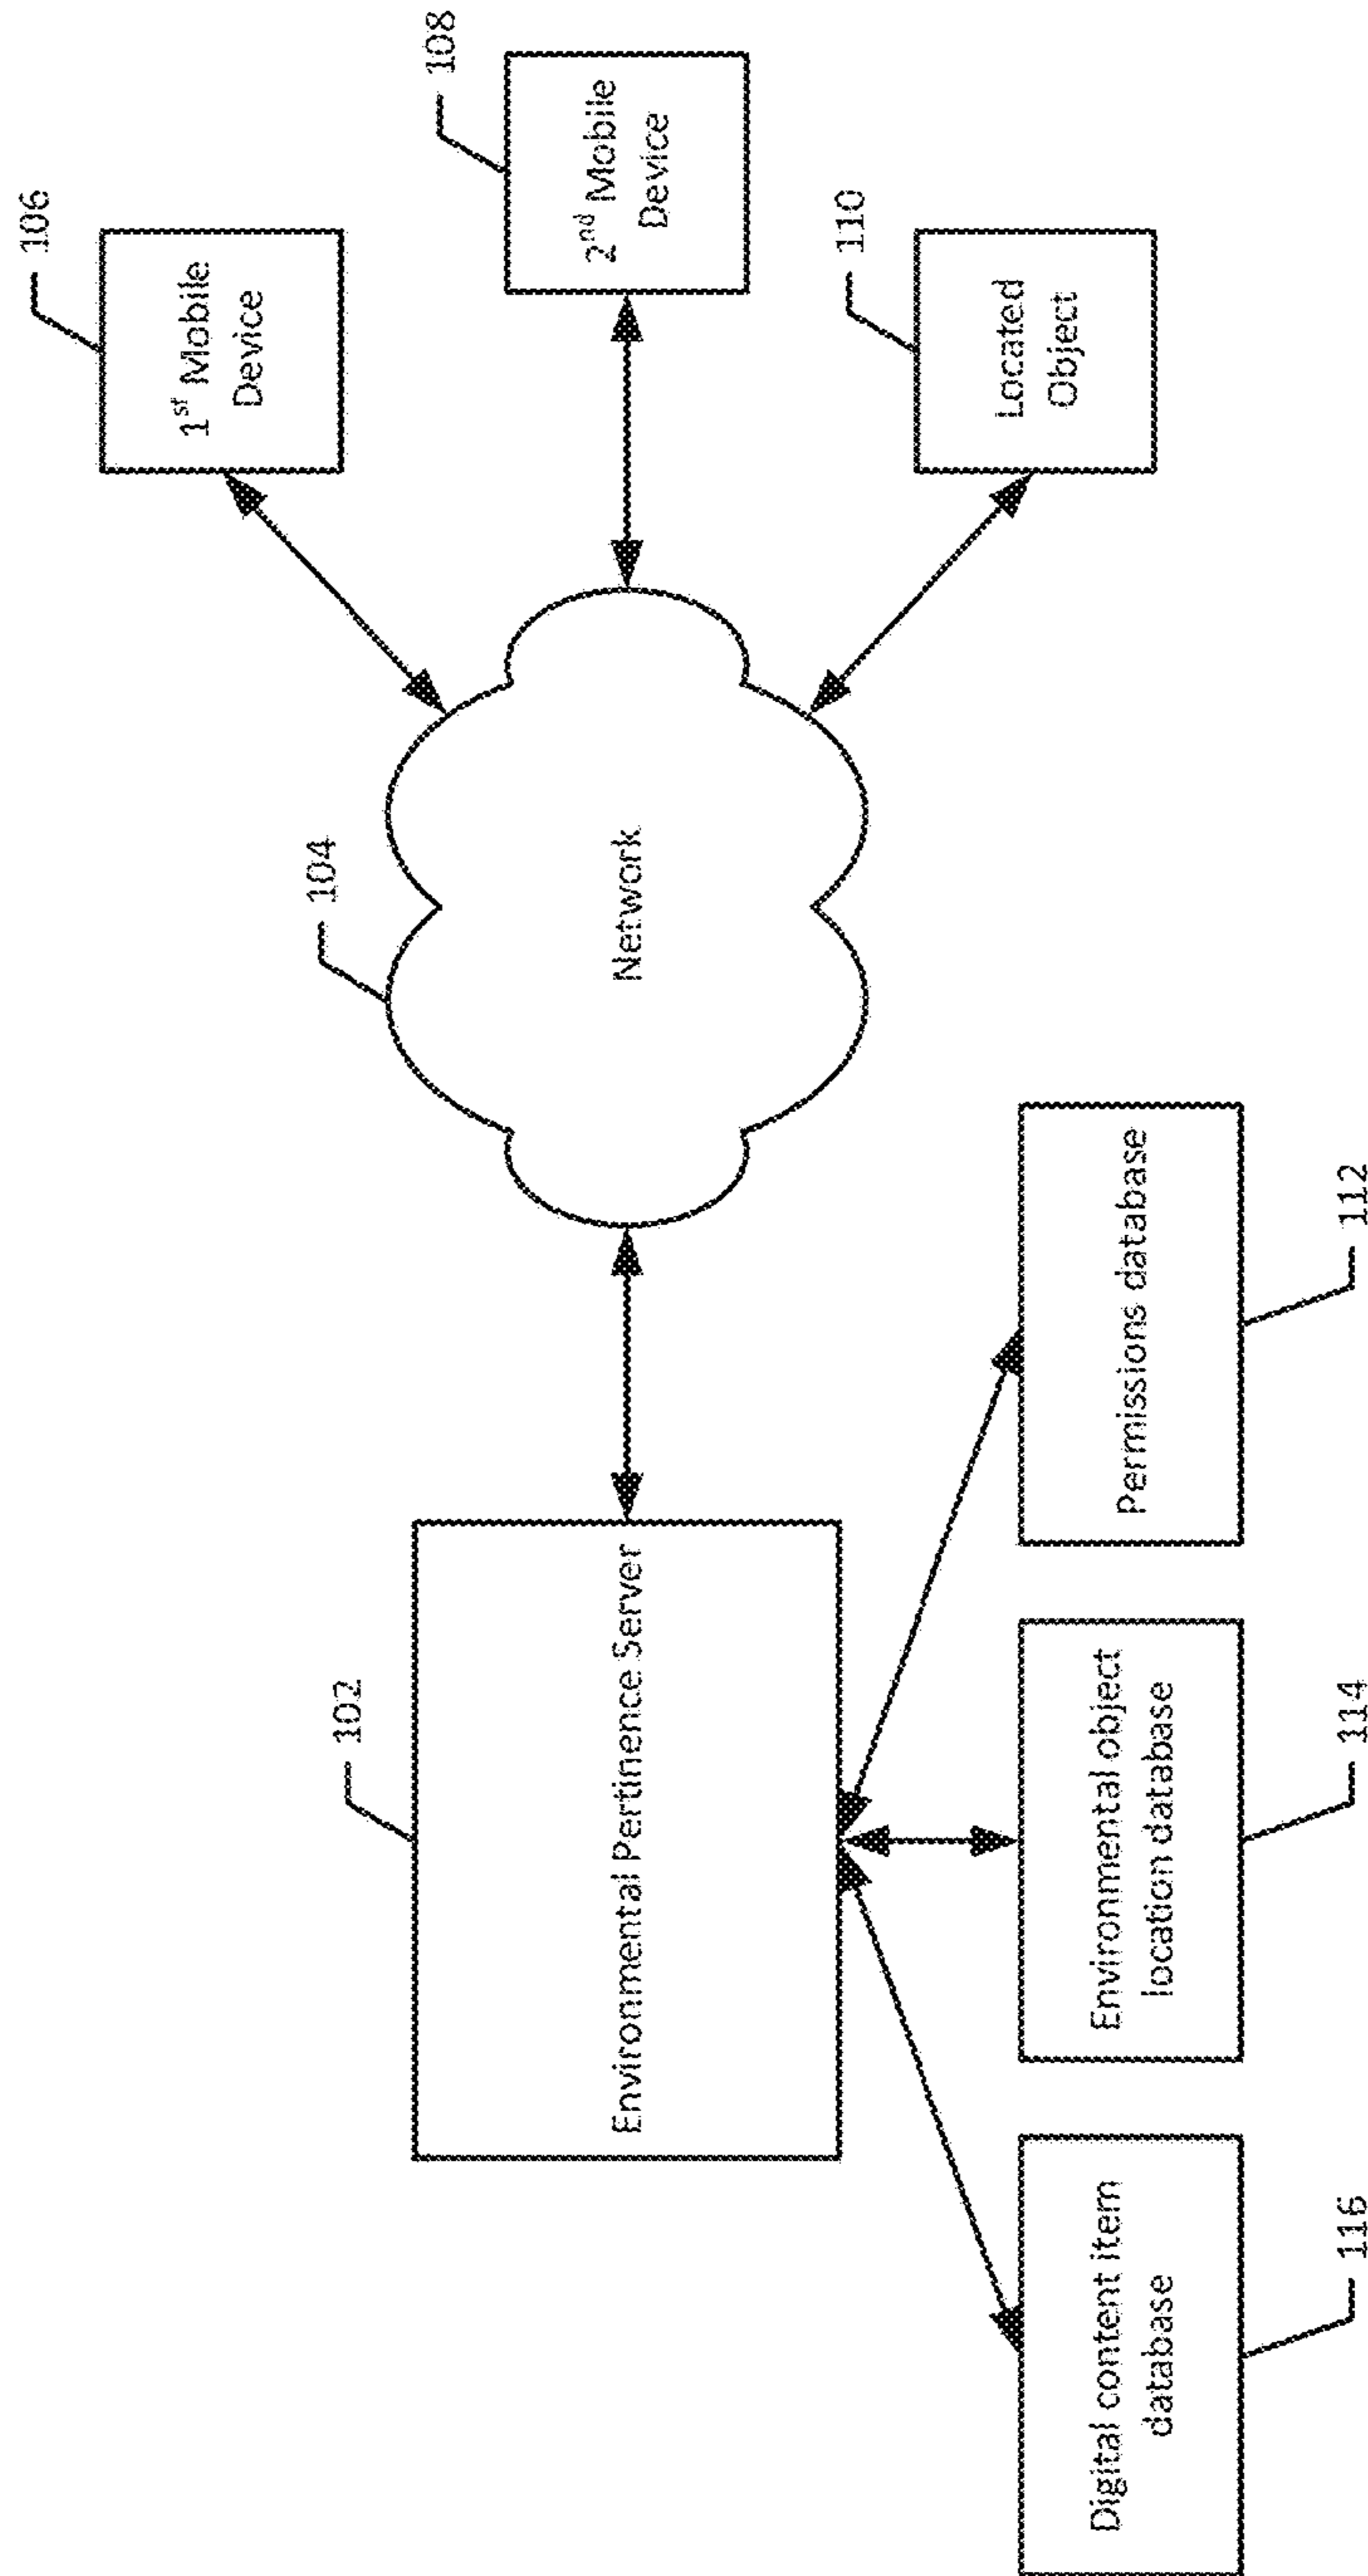 106
1st Mobile
Device
108
2nd Mobile
Device
104
Network
110
Located
Object
102
Environmental Pertinence Server
Digital content item
database
116
Environmental object
location database
114
Permissions database
112